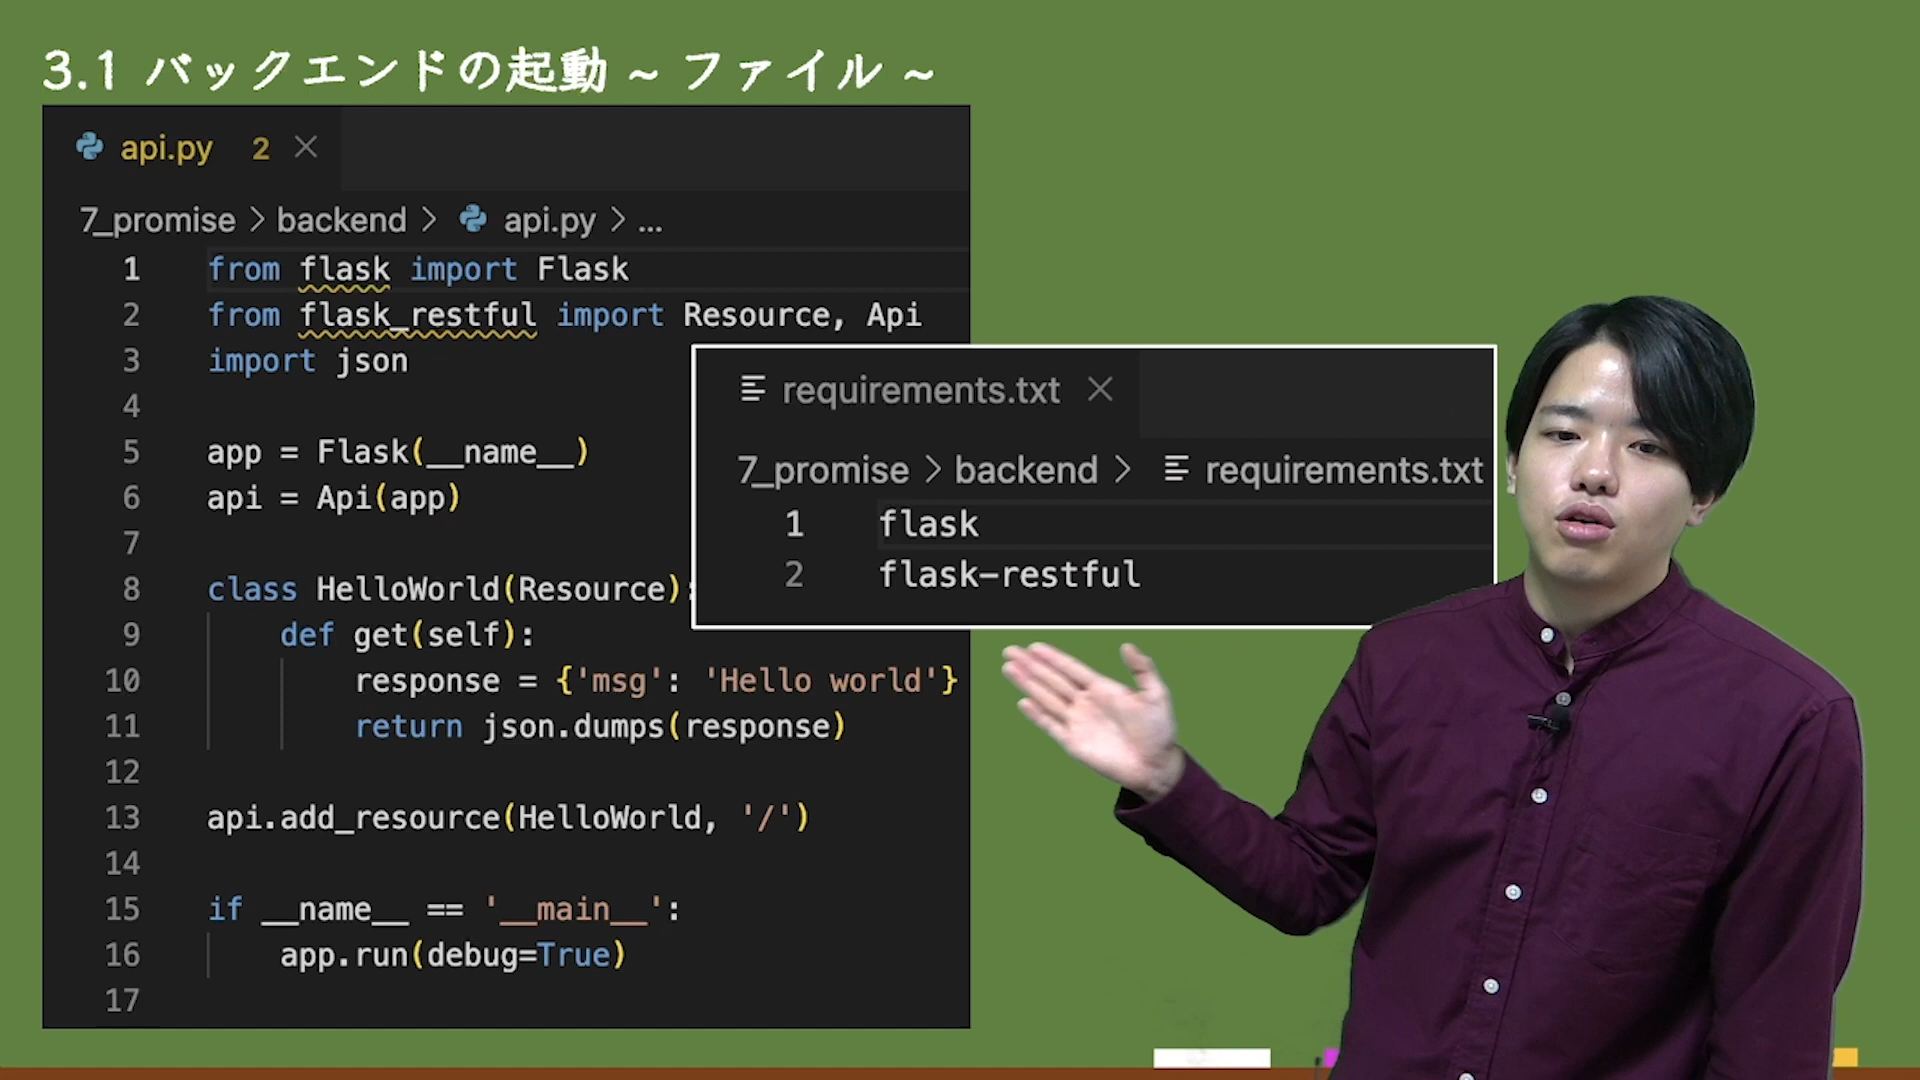 3.1 バックエンドの起動 ~ ファイル ~
api.py 2
7_promise > backend > api.py > ...
1 from flask import Flask
2 from flask_restful import Resource, Api
3 import json
4
5 app = Flask(__name__)
6 api = Api(app)
7
8 class HelloWorld(Resource):
9 def get(self):
10 response = {'msg': 'Hello world'}
11 return json.dumps(response)
12
13 api.add_resource(HelloWorld, '/')
14
15 if __name__ == '__main__':
16 app.run(debug=True)
17
requirements.txt
7_promise > backend > requirements.txt
1 flask
2 flask-restful